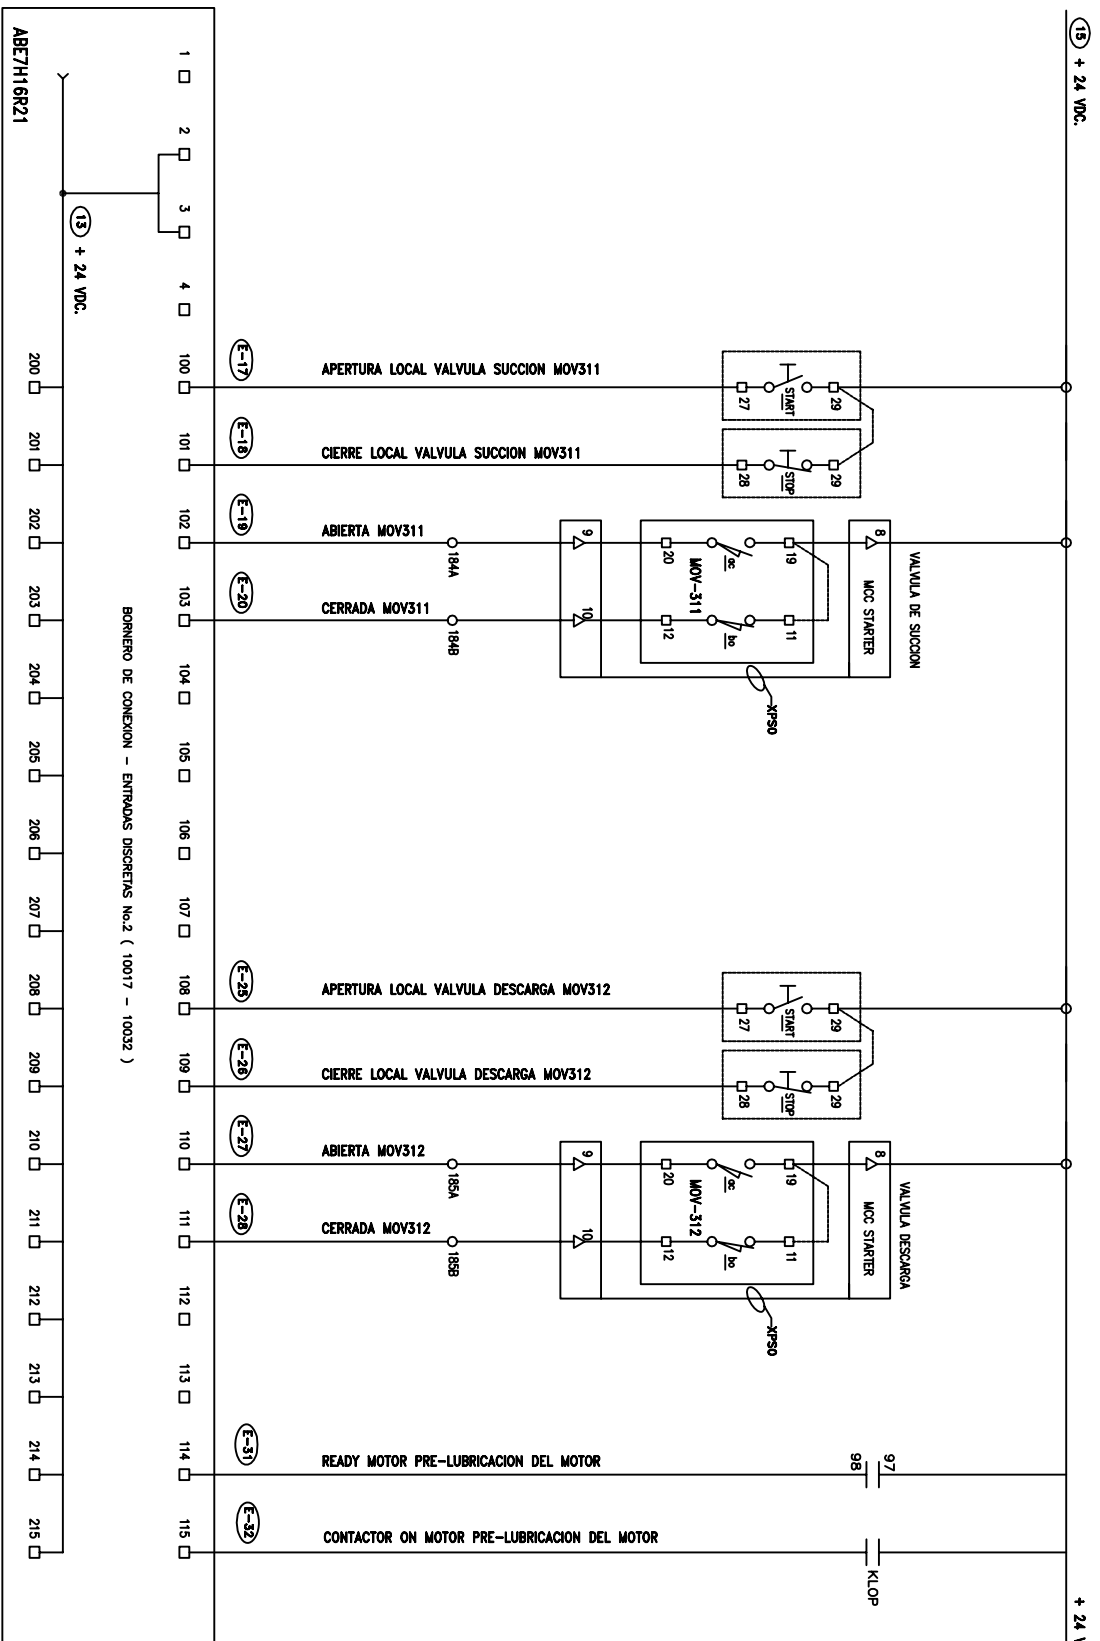 15 + 24 VDC.
+ 24 V
ABE7H16R21
13 + 24 VDC.
1
2
3
4
100
101
102
103
104
105
106
107
108
109
110
111
112
113
114
115
200
201
202
203
204
205
206
207
208
209
210
211
212
213
214
215
BORNERO DE CONEXION - ENTRADAS DISCRETAS No.2 ( 10017 - 10032 )
E-17
APERTURA LOCAL VALVULA SUCCION MOV311
27
START
29
E-18
CIERRE LOCAL VALVULA SUCCION MOV311
28
STOP
29
E-19
ABIERTA MOV311
184A
9
20
ac
19
8
E-20
CERRADA MOV311
184B
10
12
bo
11
MOV-311
MCC STARTER
VALVULA DE SUCCION
XPSO
E-25
APERTURA LOCAL VALVULA DESCARGA MOV312
27
START
29
E-26
CIERRE LOCAL VALVULA DESCARGA MOV312
28
STOP
29
E-27
ABIERTA MOV312
185A
9
20
ac
19
8
E-28
CERRADA MOV312
185B
10
12
bo
11
MOV-312
MCC STARTER
VALVULA DESCARGA
XPSO
E-31
READY MOTOR PRE-LUBRICACION DEL MOTOR
98
97
E-32
CONTACTOR ON MOTOR PRE-LUBRICACION DEL MOTOR
KLOP